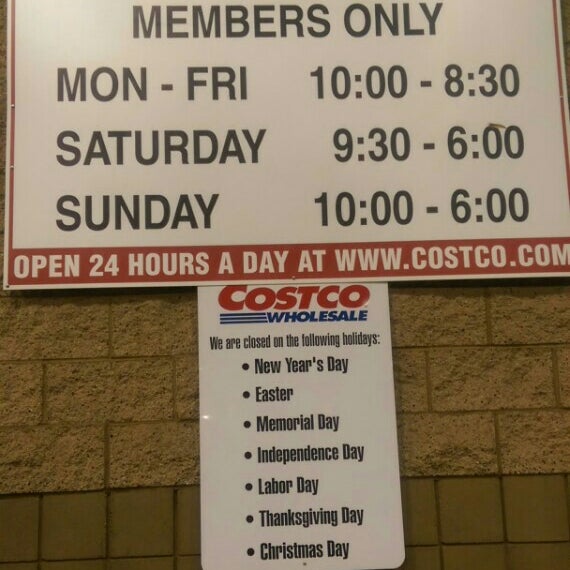 MEMBERS ONLY
MON - FRI 10:00 - 8:30
SATURDAY 9:30 - 6:00
SUNDAY 10:00 - 6:00
OPEN 24 HOURS A DAY AT WWW.COSTCO.COM
COSTCO
WHOLESALE
We are closed on the following holidays:
• New Year's Day
• Easter
• Memorial Day
• Independence Day
• Labor Day
• Thanksgiving Day
• Christmas Day